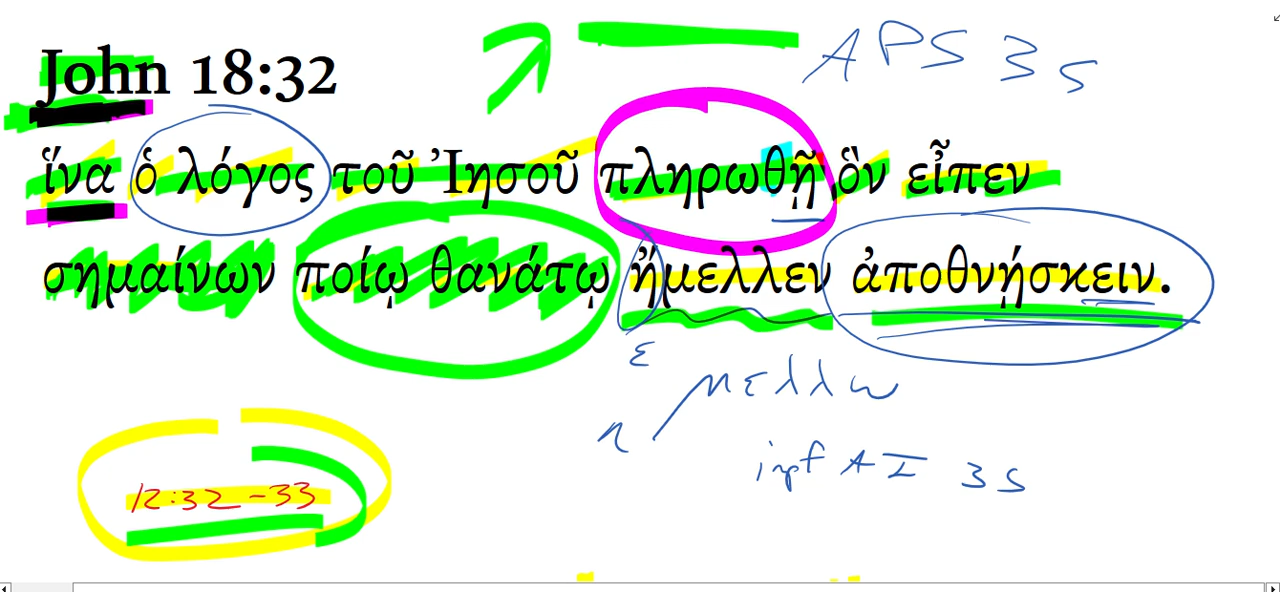 APS 3s
John 18:32
ἵνα ὁ λόγος τοῦ Ἰησοῦ πληρωθῇ ὃν εἶπεν
σημαίνων ποίῳ θανάτῳ ἤμελλεν ἀποθνῄσκειν.
ε
μελλω
η
impf AI 3s
12:32-33